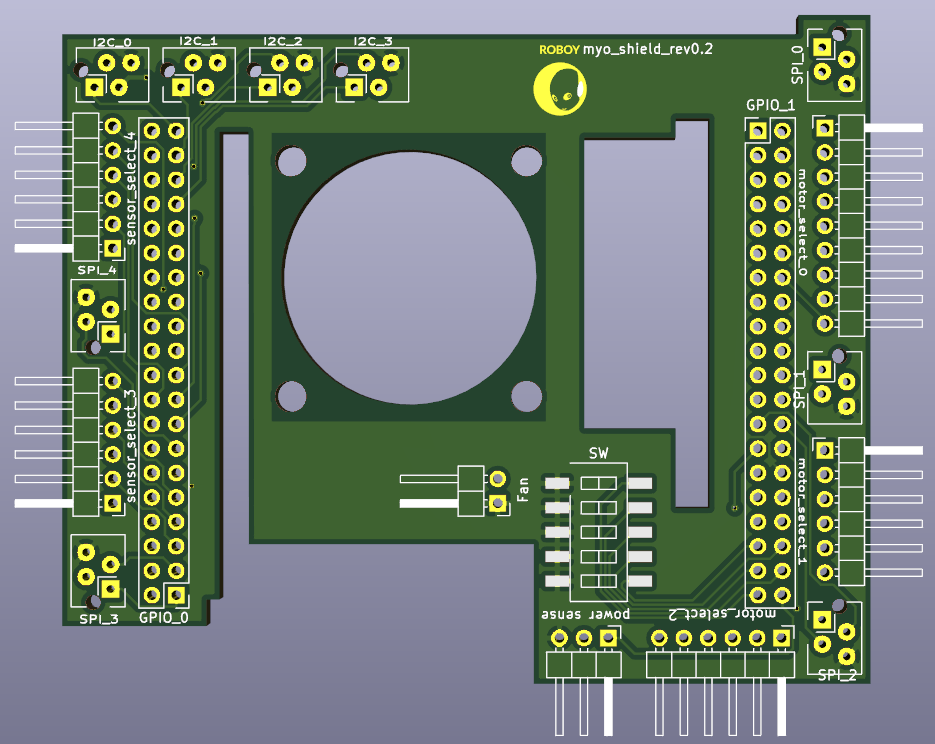 I2C_0
I2C_1
I2C_2
I2C_3
ROBOY myo_shield_rev0.2
SPI_0
GPIO_1
sensor_select_4
motor_select_0
SPI_4
SPI_1
sensor_select_3
SW
Fan
motor_select_1
SPI_3
GPIO_0
power sense
motor_select_2
SPI_2